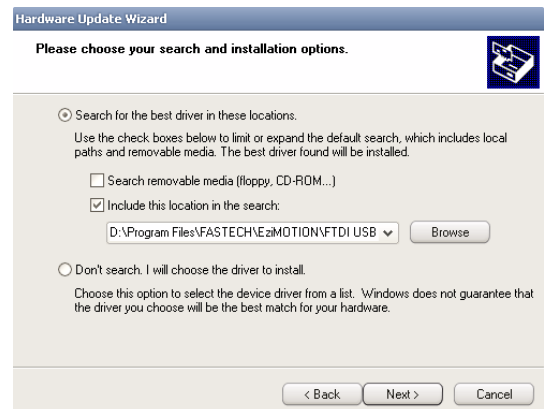 Hardware Update Wizard
Please choose your search and installation options.
Search for the best driver in these locations.
Use the check boxes below to limit or expand the default search, which includes local
paths and removable media. The best driver found will be installed.
Search removable media (floppy, CD-ROM...)
Include this location in the search:
D:\Program Files\FASTECH\EziMOTION\FTDI USB
Browse
Don't search. I will choose the driver to install.
Choose this option to select the device driver from a list. Windows does not guarantee that
the driver you choose will be the best match for your hardware.
< Back
Next >
Cancel